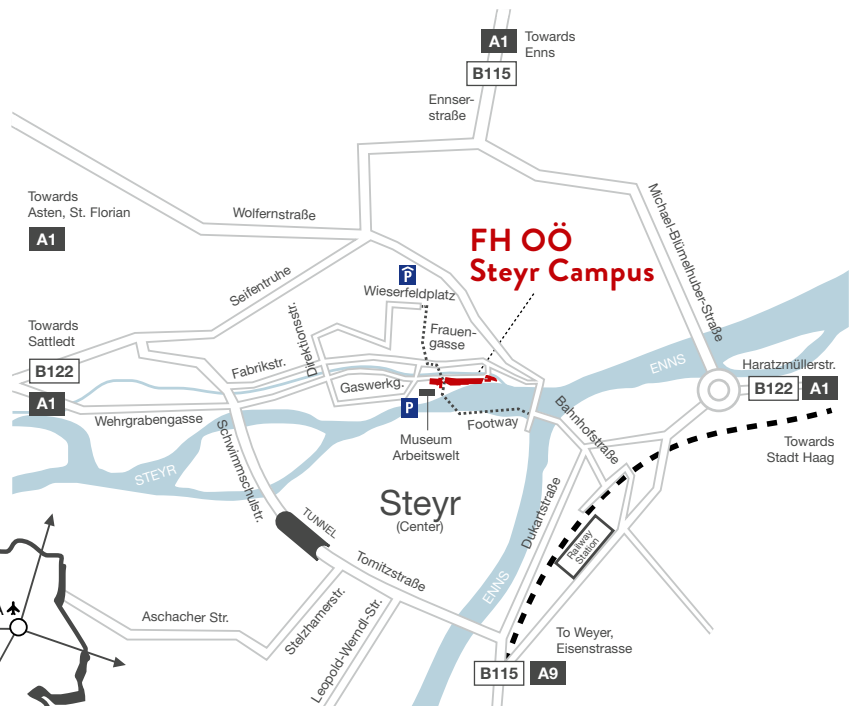 A1
Towards
Enns
B115
Ennser-
straße
Towards
Asten, St. Florian
A1
Wolfernstraße
Michael-Blümelhuber-Straße
FH OÖ
Steyr Campus
P
Wieserfeldplatz
Seifentruhe
Direktionsstr.
Frauen-
gasse
Towards
Sattledt
B122
A1
Fabrikstr.
Gaswerkg.
ENNS
Haratzmüllerstr.
B122
A1
Wehrgrabengasse
P
Museum
Arbeitswelt
Footway
Bahnhofstraße
Towards
Stadt Haag
STEYR
Schwimmschulstr.
Steyr
(Center)
TUNNEL
Dukartstraße
Railway
Station
Tomitzstraße
ENNS
Aschacher Str.
Stelzhamerstr.
Leopold-Werndl-Str.
To Weyer,
Eisenstrasse
B115
A9